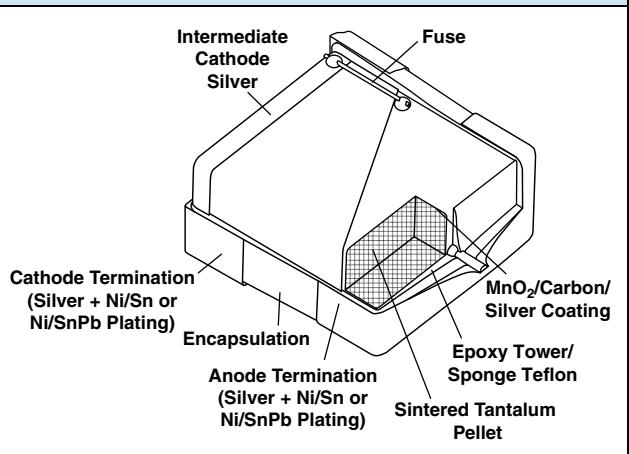 Intermediate
Cathode
Silver
Fuse
Cathode Termination
(Silver + Ni/Sn or
Ni/SnPb Plating)
Encapsulation
Anode Termination
(Silver + Ni/Sn or
Ni/SnPb Plating)
MnO₂/Carbon/
Silver Coating
Epoxy Tower/
Sponge Teflon
Sintered Tantalum
Pellet